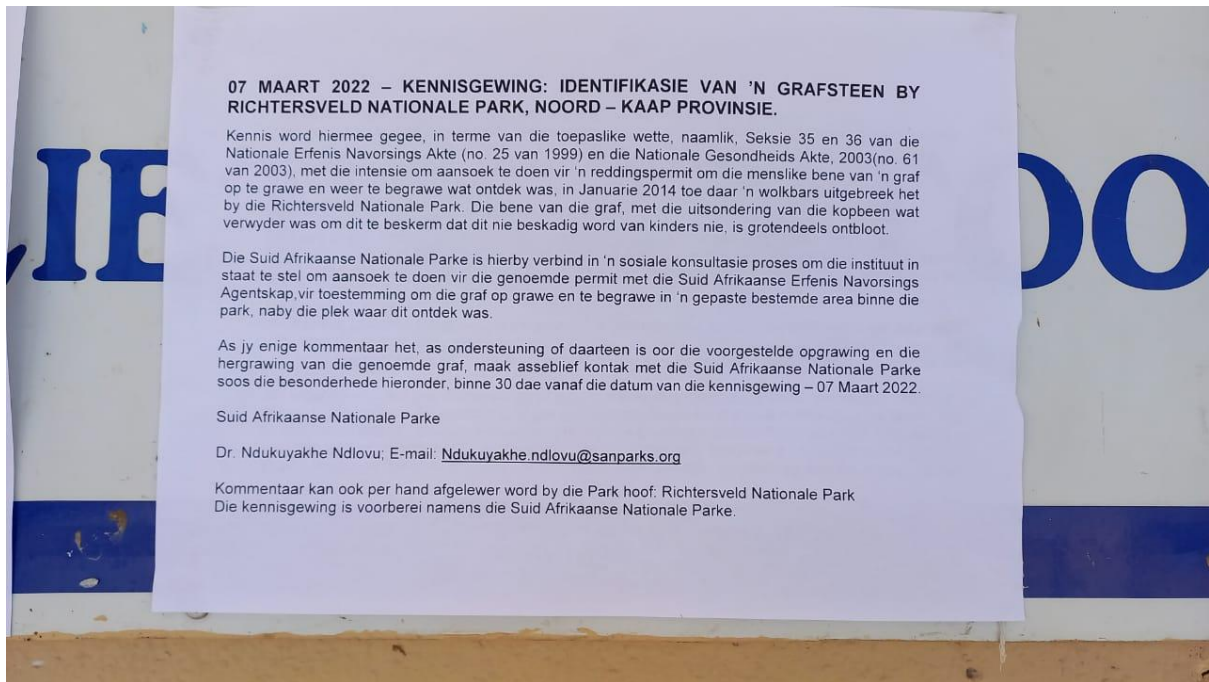 07 MAART 2022 – KENNISGEWING: IDENTIFIKASIE VAN 'N GRAFSTEEN BY
RICHTERSVELD NATIONALE PARK, NOORD – KAAP PROVINSIE.
Kennis word hiermee gegee, in terme van die toepaslike wette, naamlik, Seksie 35 en 36 van die
Nationale Erfenis Navorsings Akte (no. 25 van 1999) en die Nationale Gesondheids Akte, 2003(no. 61
van 2003), met die intensie om aansoek te doen vir 'n reddingspermit om die menslike bene van 'n graf
op te grawe en weer te begrawe wat ontdek was, in Januarie 2014 toe daar 'n wolkbars uitgebreek het
by die Richtersveld Nationale Park. Die bene van die graf, met die uitsondering van die kopbeen wat
verwyder was om dit te beskerm dat dit nie beskadig word van kinders nie, is grotendeels ontbloot.
Die Suid Afrikaanse Nationale Parke is hierby verbind in 'n sosiale konsultasie proses om die instituut in
staat te stel om aansoek te doen vir die genoemde permit met die Suid Afrikaanse Erfenis Navorsings
Agentskap,vir toestemming om die graf op grawe en te begrawe in 'n gepaste bestemde area binne die
park, naby die plek waar dit ontdek was.
As jy enige kommentaar het, as ondersteuning of daarteen is oor die voorgestelde opgrawing en die
hergrawing van die genoemde graf, maak asseblief kontak met die Suid Afrikaanse Nationale Parke
soos die besonderhede hieronder, binne 30 dae vanaf die datum van die kennisgewing – 07 Maart 2022.
Suid Afrikaanse Nationale Parke
Dr. Ndukuyakhe Ndlovu; E-mail: Ndukuyakhe.ndlovu@sanparks.org
Kommentaar kan ook per hand afgelewer word by die Park hoof: Richtersveld Nationale Park
Die kennisgewing is voorberei namens die Suid Afrikaanse Nationale Parke.